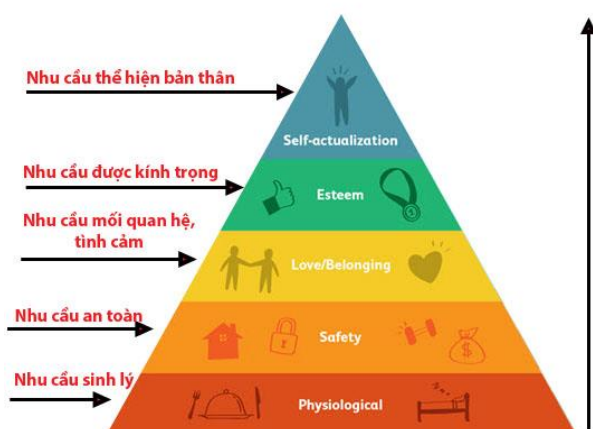 Nhu cầu thể hiện bản thân
Self-actualization
Nhu cầu được kính trọng
Esteem
Nhu cầu mối quan hệ,
tình cảm
Love/Belonging
Nhu cầu an toàn
Safety
$
Nhu cầu sinh lý
Physiological